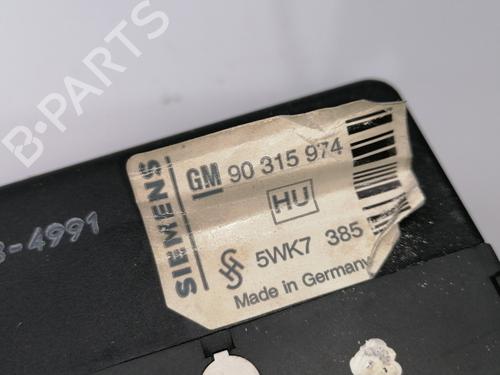 B·PARTS
SIEMENS
GM 90 315 974
HU
5WK7 385
Made in Germany
-4991